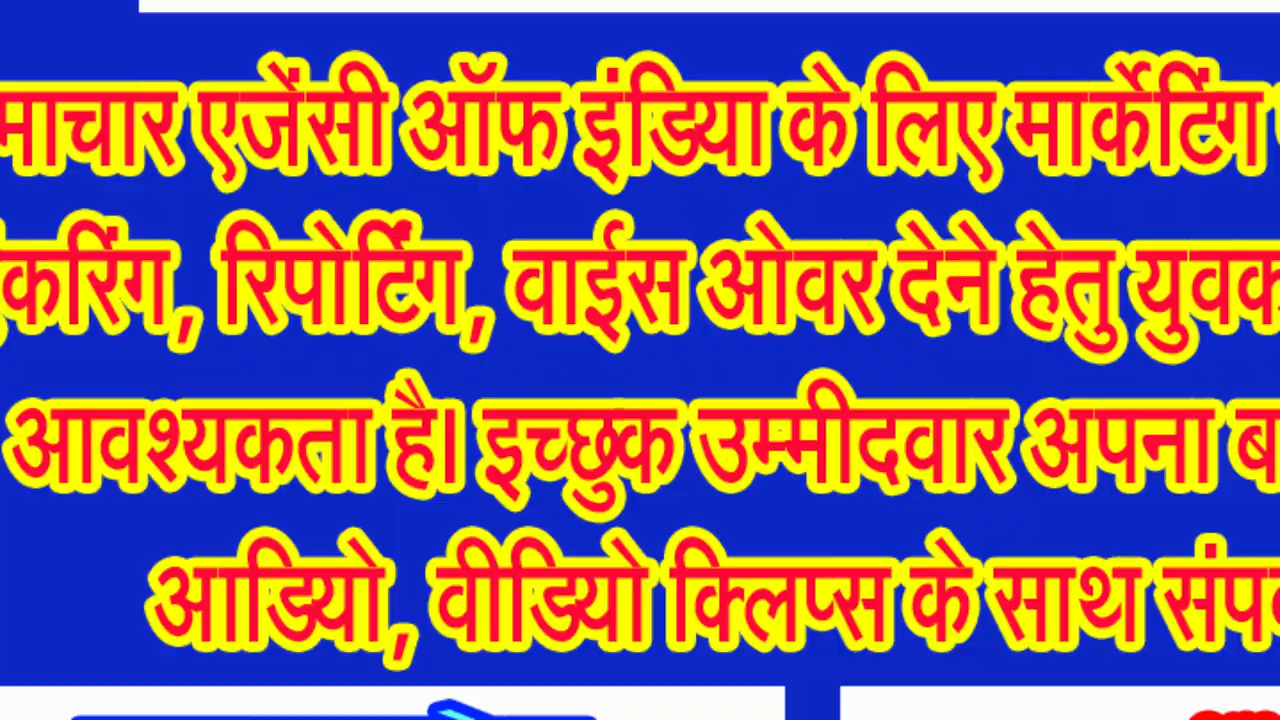 माचार एजेंसी ऑफ इंडिया के लिए मार्केटिंग
करिंग, रिपोर्टिंग, वाईस ओवर देने हेतु युवक
आवश्यकता है। इच्छुक उम्मीदवार अपना ब
आडियो, वीडियो क्लिप्स के साथ संप